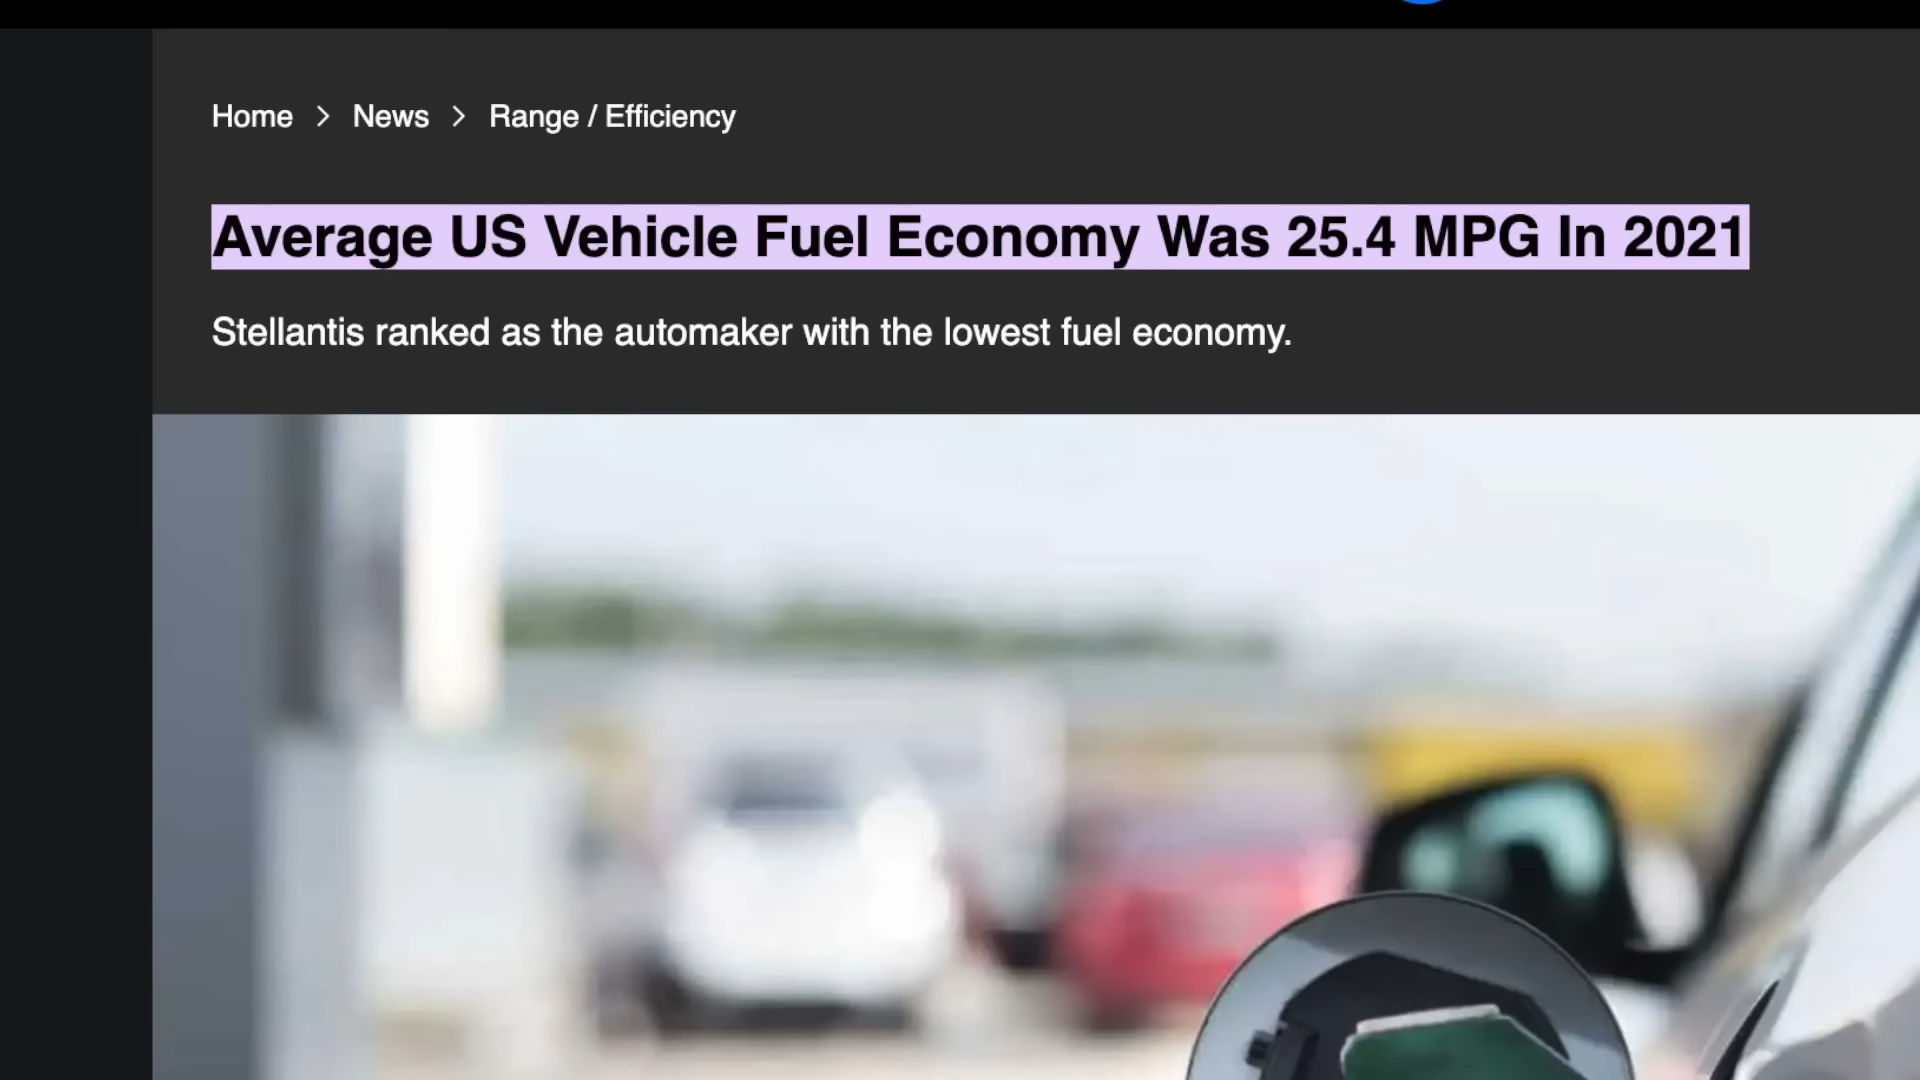 Home > News > Range / Efficiency
Average US Vehicle Fuel Economy Was 25.4 MPG In 2021
Stellantis ranked as the automaker with the lowest fuel economy.